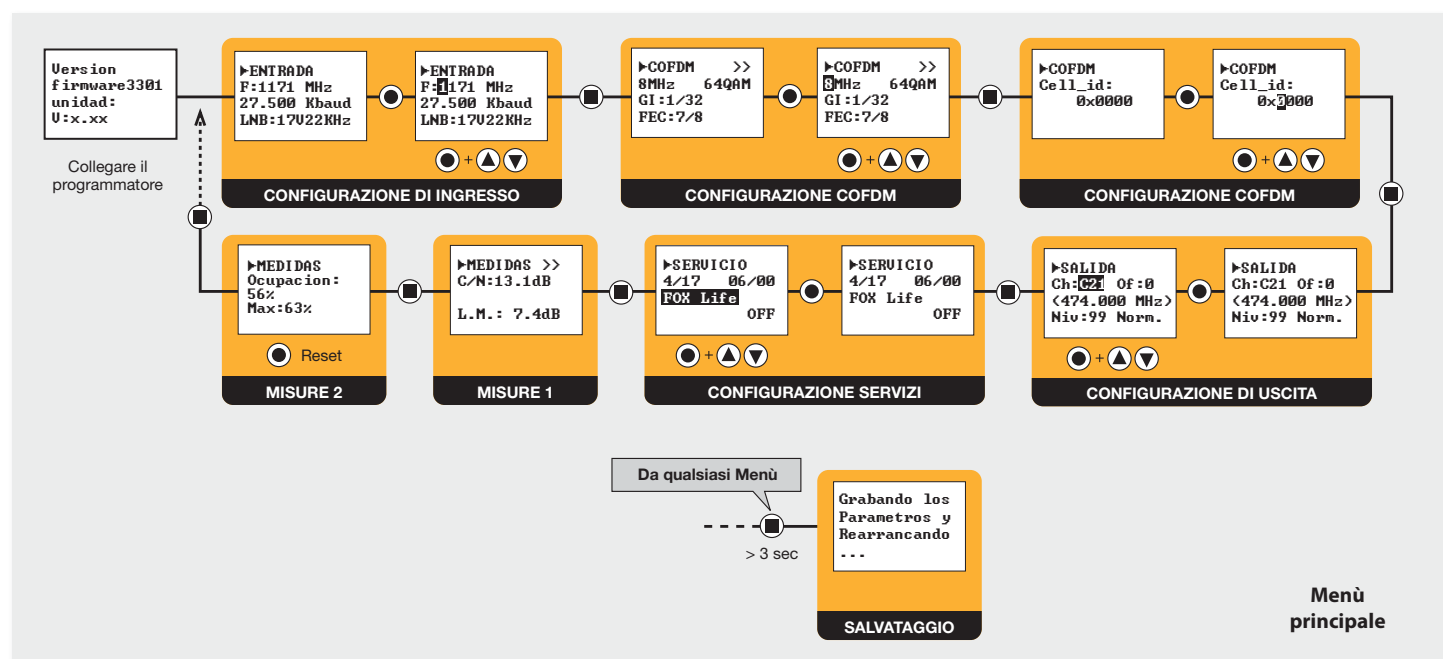 Version
firmware3301
unidad:
V:x.xx
Collegare il
programmatore
►ENTRADA
F:1171 MHz
27.500 Kbaud
LNB:17V22KHz
►ENTRADA
F:1171 MHz
27.500 Kbaud
LNB:17V22KHz
+
CONFIGURAZIONE DI INGRESSO
►COFDM >>
8MHz 64QAM
GI:1/32
FEC:7/8
►COFDM >>
8MHz 64QAM
GI:1/32
FEC:7/8
+
CONFIGURAZIONE COFDM
►COFDM
Cell_id:
0x0000
►COFDM
Cell_id:
0x0000
+
CONFIGURAZIONE COFDM
►MEDIDAS
Ocupacion:
56%
Max:63%
Reset
MISURE 2
►MEDIDAS >>
C/N:13.1dB
L.M.: 7.4dB
MISURE 1
►SERVICIO
4/17 06/00
FOX Life
OFF
+
►SERVICIO
4/17 06/00
FOX Life
OFF
CONFIGURAZIONE SERVIZI
►SALIDA
Ch:C21 Of:0
(474.000 MHz)
Niv:99 Norm.
+
►SALIDA
Ch:C21 Of:0
(474.000 MHz)
Niv:99 Norm.
CONFIGURAZIONE DI USCITA
Da qualsiasi Menù
> 3 sec
Grabando los
Parametros y
Rearrancando
...
SALVATAGGIO
Menù
principale